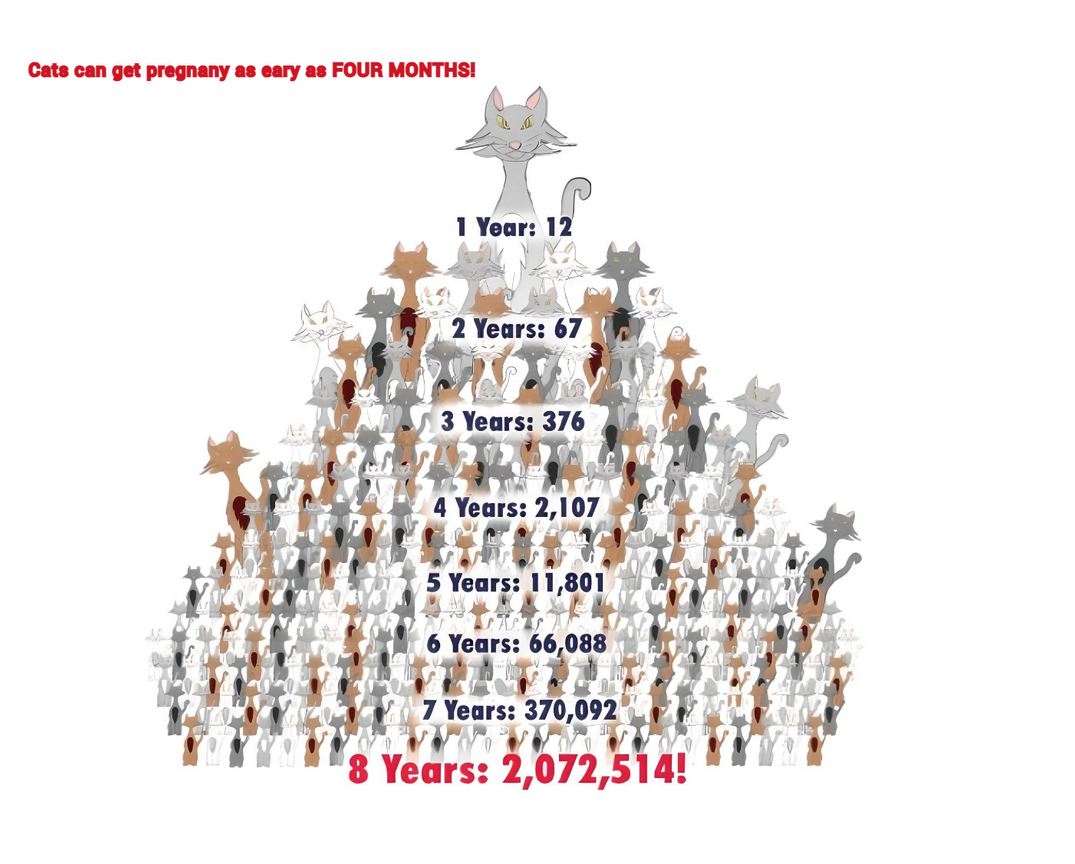 Cats can get pregnany as eary as FOUR MONTHS!
1 Year: 12
2 Years: 67
3 Years: 376
4 Years: 2,107
5 Years: 11,801
6 Years: 66,088
7 Years: 370,092
8 Years: 2,072,514!